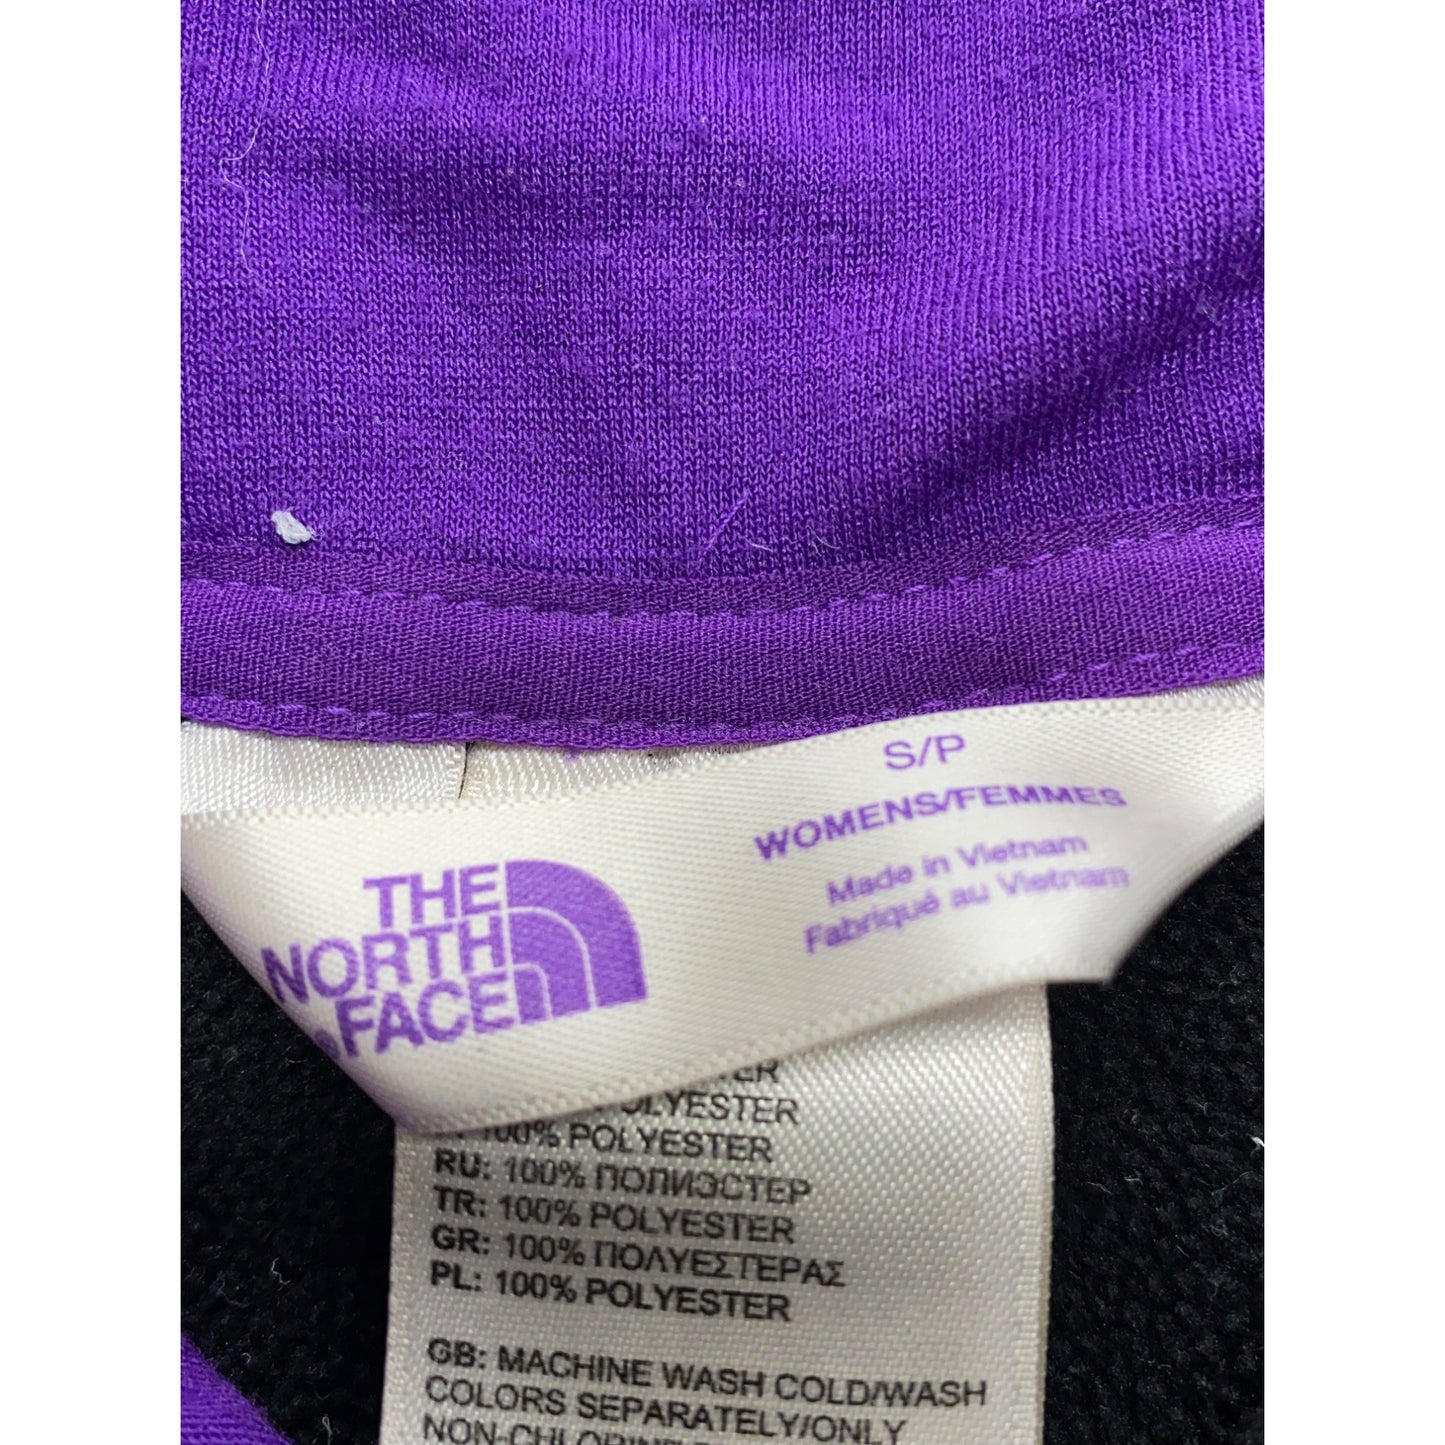 S/P
WOMENS/FEMMES
Made in Vietnam
Fabriqué au Vietnam
THE
NORTH
FACE
POLYESTER
100% POLYESTER
RU: 100% ПОЛИЭСТЕР
TR: 100% POLYESTER
GR: 100% ΠΟΛΥΕΣΤΕΡΑΣ
PL: 100% POLYESTER
GB: MACHINE WASH COLD/WASH
COLORS SEPARATELY/ONLY